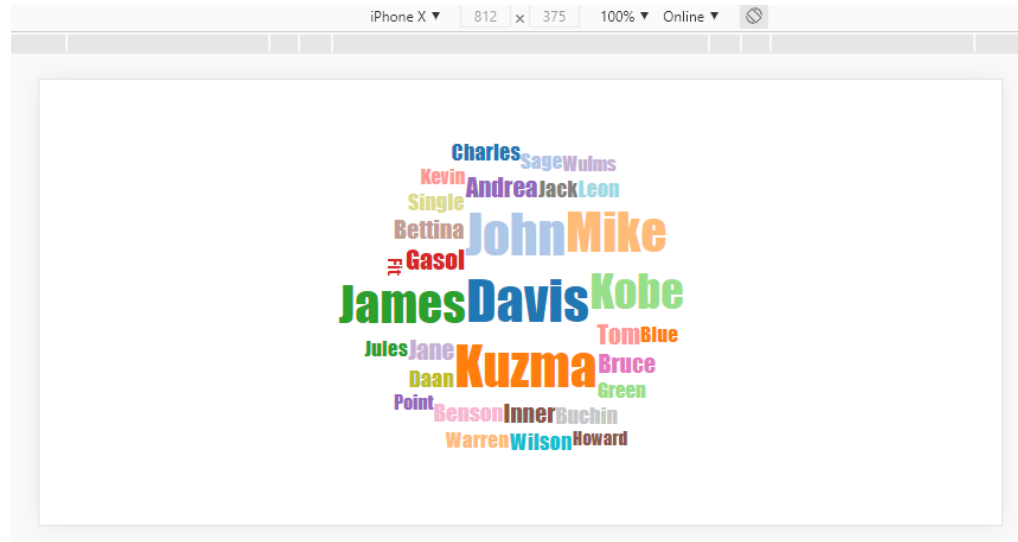 iPhone X ▼ 812 × 375 100% ▼ Online ▼
Charles Sage Wulms
Kevin Andrea Jack Leon
Single
Bettina John Mike
Fit Gasol
James Davis Kobe
Tom Blue
Jules Jane Kuzma Bruce
Daan Green
Point Benson Inner Buchin
Warren Wilson Howard